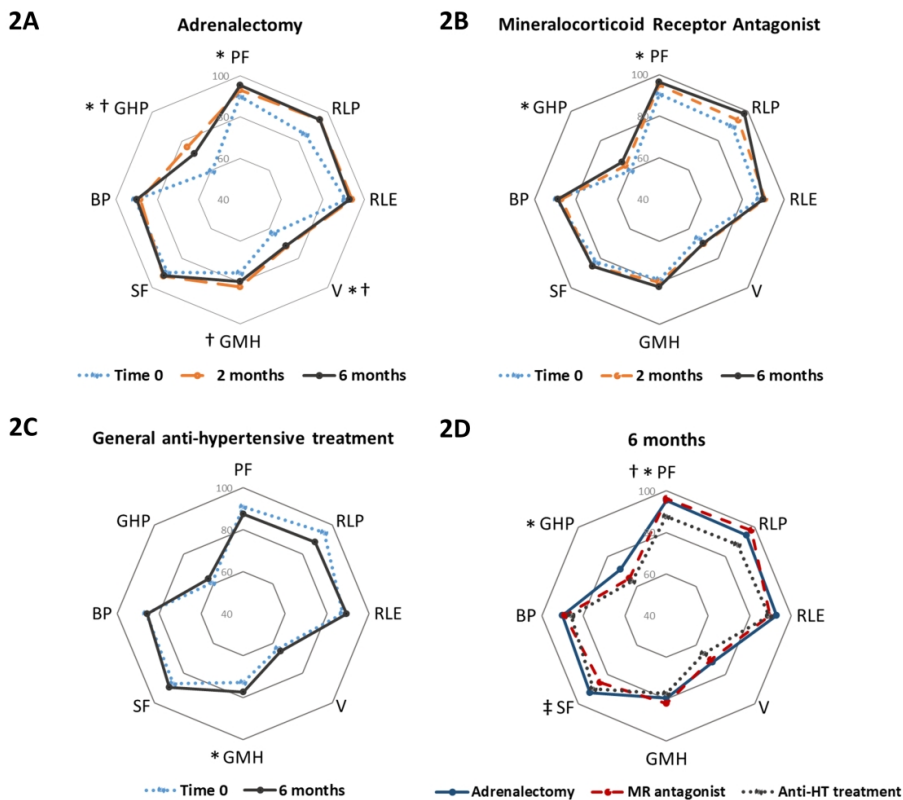 2A
Adrenalectomy
* PF
100
* † GHP
RLP
80
60
BP
40
RLE
SF
V * †
† GMH
Time 0 2 months 6 months
2B
Mineralocorticoid Receptor Antagonist
* PF
100
* GHP
RLP
80
60
BP
40
RLE
SF
V
GMH
Time 0 2 months 6 months
2C
General anti-hypertensive treatment
PF
100
GHP
RLP
80
60
BP
40
RLE
SF
V
* GMH
Time 0 6 months
2D
6 months
† * PF
100
* GHP
RLP
80
60
BP
40
RLE
‡ SF
V
GMH
Adrenalectomy MR antagonist Anti-HT treatment